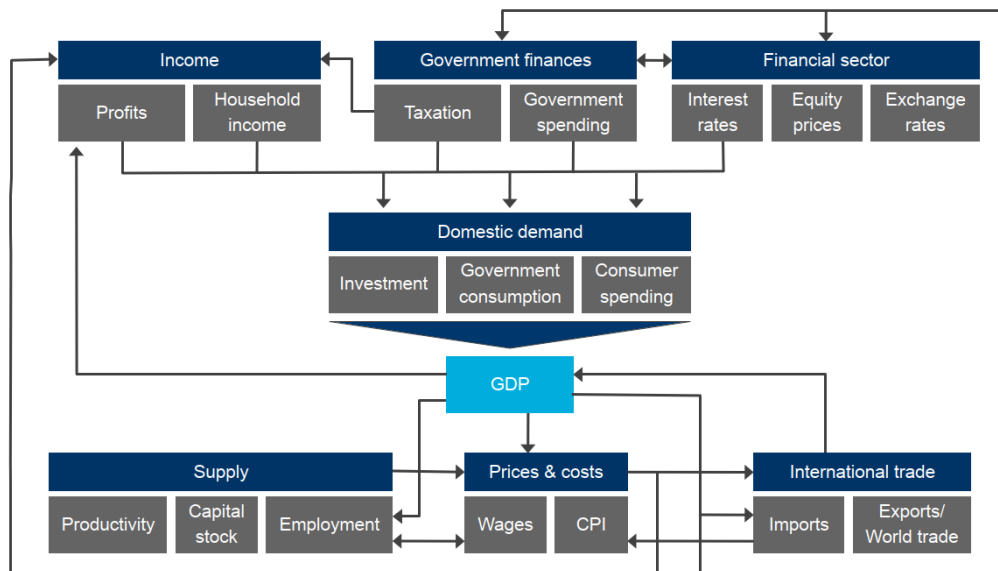 Income
Government finances
Financial sector
Profits
Household
income
Taxation
Government
spending
Interest
rates
Equity
prices
Exchange
rates
Domestic demand
Investment
Government
consumption
Consumer
spending
GDP
Supply
Prices & costs
International trade
Productivity
Capital
stock
Employment
Wages
CPI
Imports
Exports/
World trade